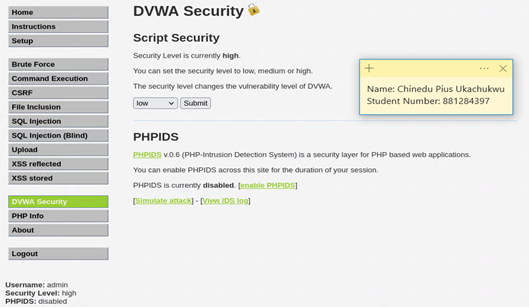 Home
Instructions
Setup
Brute Force
Command Execution
CSRF
File Inclusion
SQL Injection
SQL Injection (Blind)
Upload
XSS reflected
XSS stored
DVWA Security
PHP Info
About
Logout
Username: admin
Security Level: high
PHPIDS: disabled
DVWA Security
Script Security
Security Level is currently high.
You can set the security level to low, medium or high.
The security level changes the vulnerability level of DVWA.
low Submit
PHPIDS
PHPIDS v.0.6 (PHP-Intrusion Detection System) is a security layer for PHP based web applications.
You can enable PHPIDS across this site for the duration of your session.
PHPIDS is currently disabled. [enable PHPIDS]
[Simulate attack] - [View IDS log]
Name: Chinedu Pius Ukachukwu
Student Number: 881284397